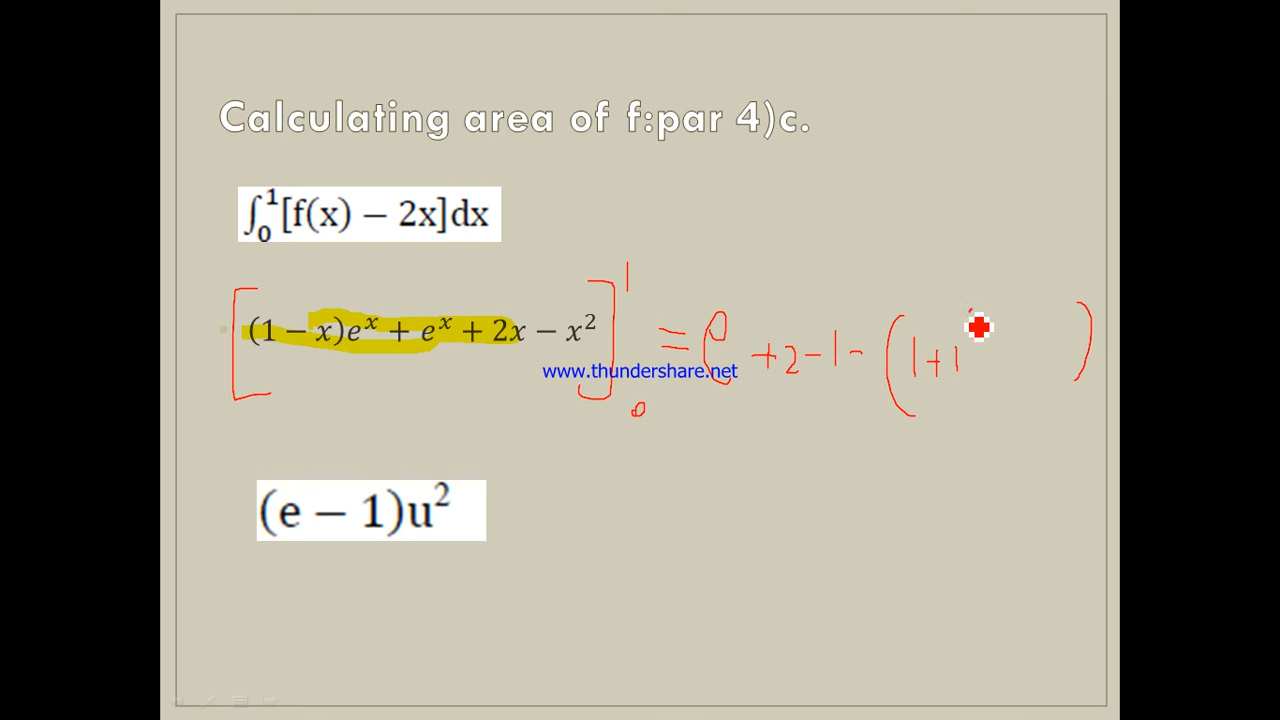 Calculating area of f:par 4)c.
∫₀¹[f(x) − 2x]dx
[(1 − x)eˣ + eˣ + 2x − x²]₀¹ = e + 2 − 1 − (1 + 1 )
www.thundershare.net
(e − 1)u²